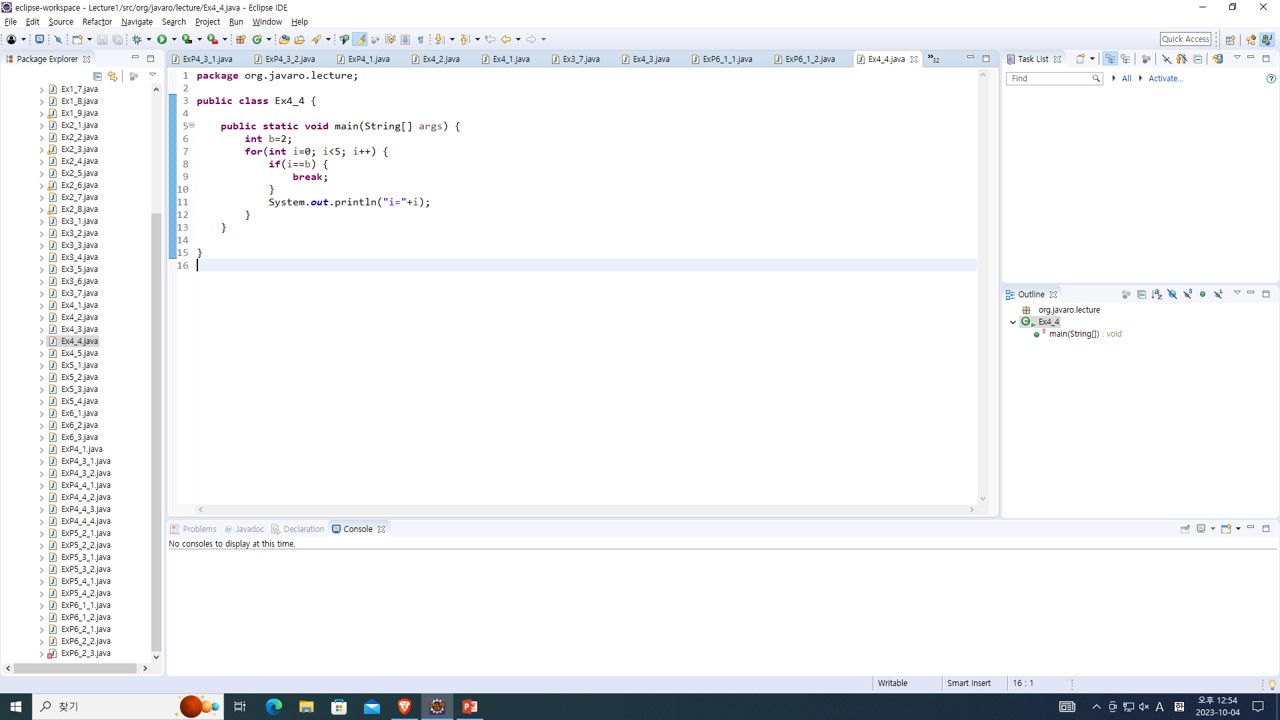 eclipse-workspace - Lecture1/src/org/javaro/lecture/Ex4_4.java - Eclipse IDE
File Edit Source Refactor Navigate Search Project Run Window Help
Quick Access
Package Explorer
ExP4_3_1.java ExP4_3_2.java ExP4_1.java Ex4_2.java Ex4_1.java Ex3_7.java Ex4_3.java ExP6_1_1.java ExP6_1_2.java Ex4_4.java »32
Task List
Find All Activate...
Ex1_7.java
Ex1_8.java
Ex1_9.java
Ex2_1.java
Ex2_2.java
Ex2_3.java
Ex2_4.java
Ex2_5.java
Ex2_6.java
Ex2_7.java
Ex2_8.java
Ex3_1.java
Ex3_2.java
Ex3_3.java
Ex3_4.java
Ex3_5.java
Ex3_6.java
Ex3_7.java
Ex4_1.java
Ex4_2.java
Ex4_3.java
Ex4_4.java
Ex4_5.java
Ex5_1.java
Ex5_2.java
Ex5_3.java
Ex5_4.java
Ex6_1.java
Ex6_2.java
Ex6_3.java
ExP4_1.java
ExP4_3_1.java
ExP4_3_2.java
ExP4_4_1.java
ExP4_4_2.java
ExP4_4_3.java
ExP4_4_4.java
ExP5_2_1.java
ExP5_2_2.java
ExP5_3_1.java
ExP5_3_2.java
ExP5_4_1.java
ExP5_4_2.java
ExP6_1_1.java
ExP6_1_2.java
ExP6_2_1.java
ExP6_2_2.java
ExP6_2_3.java
1 package org.javaro.lecture;
2
3 public class Ex4_4 {
4
5 public static void main(String[] args) {
6 int b=2;
7 for(int i=0; i<5; i++) {
8 if(i==b) {
9 break;
10 }
11 System.out.println("i="+i);
12 }
13 }
14
15 }
16
Outline
org.javaro.lecture
Ex4_4
main(String[]) : void
Problems Javadoc Declaration Console
No consoles to display at this time.
Writable Smart Insert 16 : 1
찾기
A 한 오후 12:54
2023-10-04